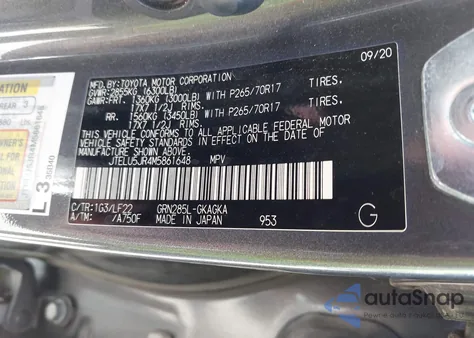 MFD. BY: TOYOTA MOTOR CORPORATION 09/20
GVWR: 2855KG (6300LB)
GAWR: FRT. 1360KG (3000LB) WITH P265/70R17 TIRES,
17X7 1/2J RIMS,
RR. 1560KG (3450LB) WITH P265/70R17 TIRES,
17X7 1/2J RIMS,
THIS VEHICLE CONFORMS TO ALL APPLICABLE FEDERAL MOTOR
VEHICLE SAFETY STANDARDS IN EFFECT ON THE DATE OF
MANUFACTURE SHOWN ABOVE.
JTELU5JR4M5861648 MPV
C/TR:1G3/LF22 GRN285L-GKAGKA
A/TM: /A750F MADE IN JAPAN 953
G
L3
36B40
autoSnap